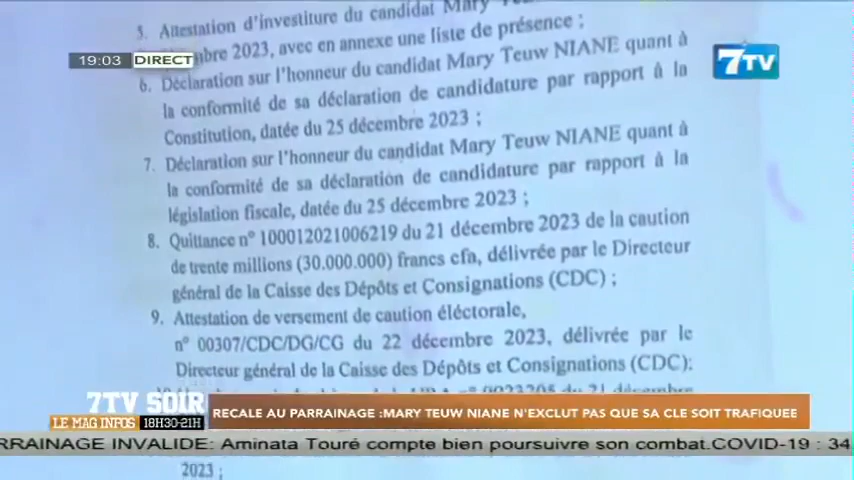 5. Attestation d'investiture du candidat Mary
19:03 DIRECT
mbre 2023, avec en annexe une liste de présence ;
7TV
6. Déclaration sur l'honneur du candidat Mary Teuw NIANE quant à
la conformité de sa déclaration de candidature par rapport à la
Constitution, datée du 25 décembre 2023 ;
7. Déclaration sur l'honneur du candidat Mary Teuw NIANE quant à
la conformité de sa déclaration de candidature par rapport à la
législation fiscale, datée du 25 décembre 2023 ;
8. Quittance n° 100012021006219 du 21 décembre 2023 de la caution
de trente millions (30.000.000) francs cfa, délivrée par le Directeur
général de la Caisse des Dépôts et Consignations (CDC) ;
9. Attestation de versement de caution éléctorale,
n° 00307/CDC/DG/CG du 22 décembre 2023, délivrée par le
Directeur général de la Caisse des Dépôts et Consignations (CDC);
du 21 décembre
7TV SOIR
LE MAG INFOS 18H30-21H
RECALE AU PARRAINAGE :MARY TEUW NIANE N'EXCLUT PAS QUE SA CLE SOIT TRAFIQUEE
RRAINAGE INVALIDE: Aminata Touré compte bien poursuivre son combat.COVID-19 : 34
2023 ;